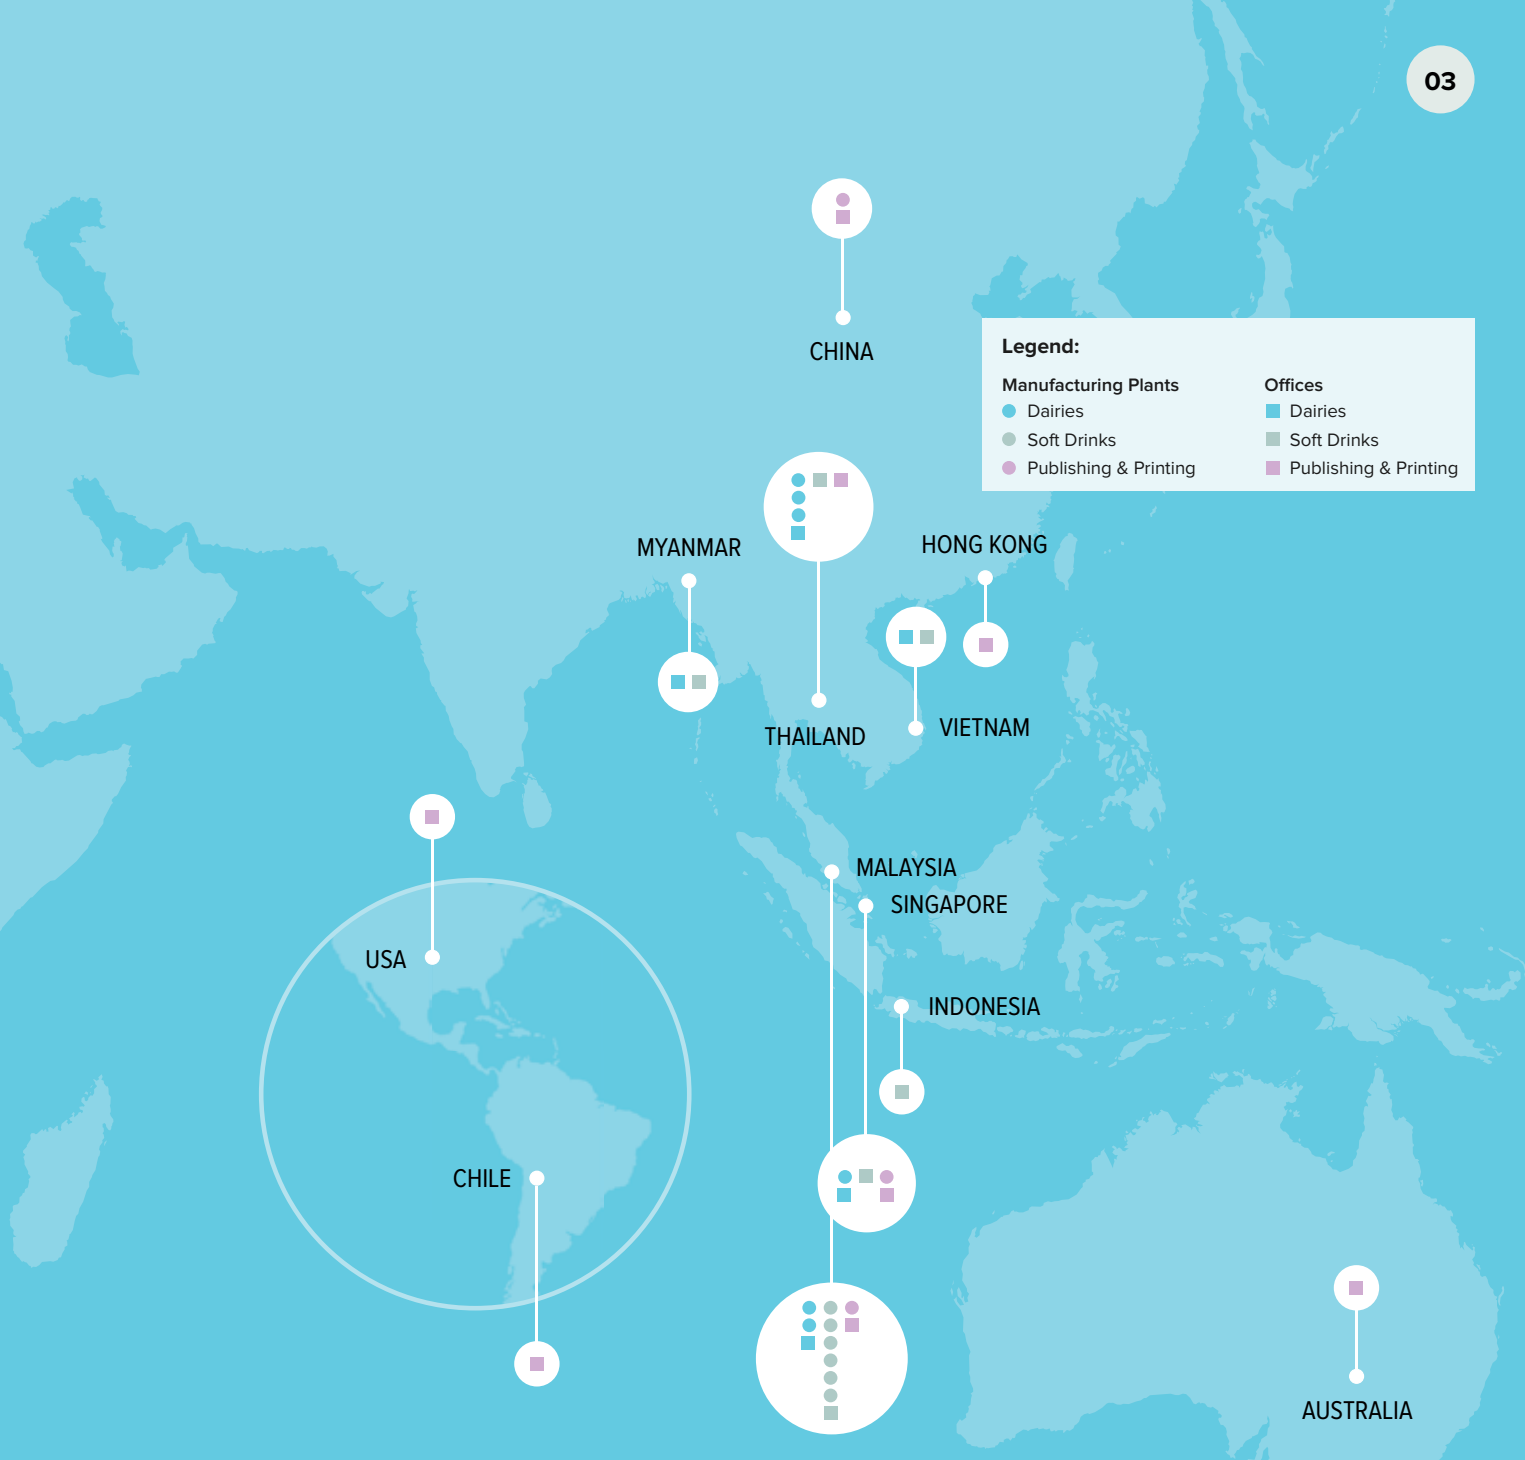 03
CHINA
Legend:
Manufacturing Plants
Dairies
Soft Drinks
Publishing & Printing
Offices
Dairies
Soft Drinks
Publishing & Printing
MYANMAR
HONG KONG
THAILAND
VIETNAM
MALAYSIA
SINGAPORE
USA
INDONESIA
CHILE
AUSTRALIA